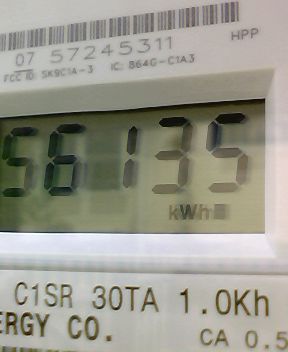 07 57245311
HPP
FCC ID: SK9C1A-3 IC: 864G-C1A3
56135
kWh
C1SR 30TA 1.0Kh
ERGY CO.
CA 0.5